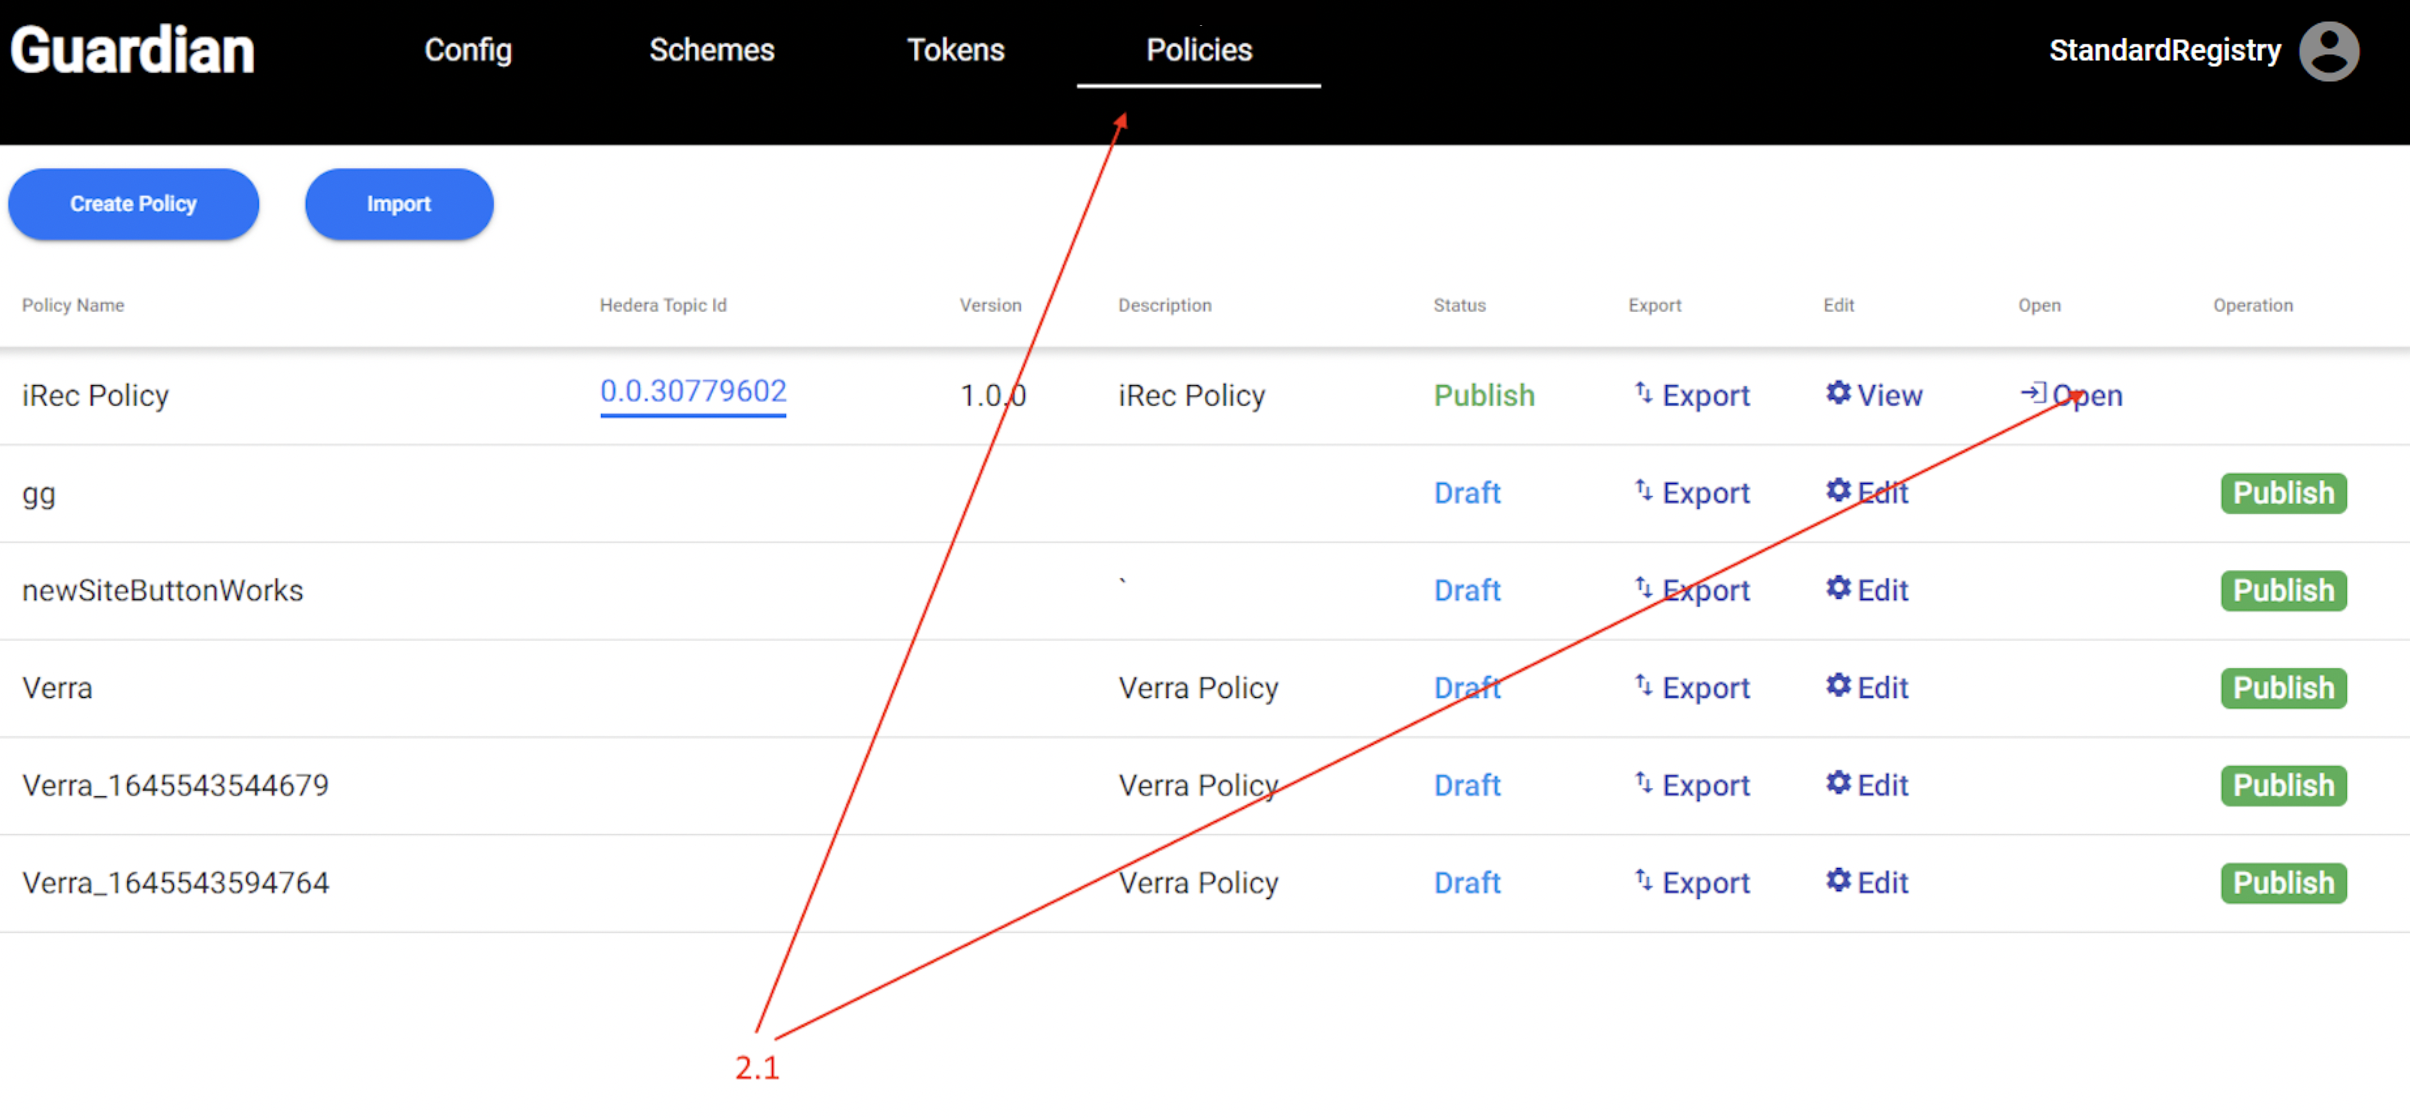 Guardian Config Schemes Tokens Policies StandardRegistry
Create Policy Import
Policy Name Hedera Topic Id Version Description Status Export Edit Open Operation
iRec Policy 0.0.30779602 1.0.0 iRec Policy Publish Export View Open
gg Draft Export Edit Publish
newSiteButtonWorks ` Draft Export Edit Publish
Verra Verra Policy Draft Export Edit Publish
Verra_1645543544679 Verra Policy Draft Export Edit Publish
Verra_1645543594764 Verra Policy Draft Export Edit Publish
2.1